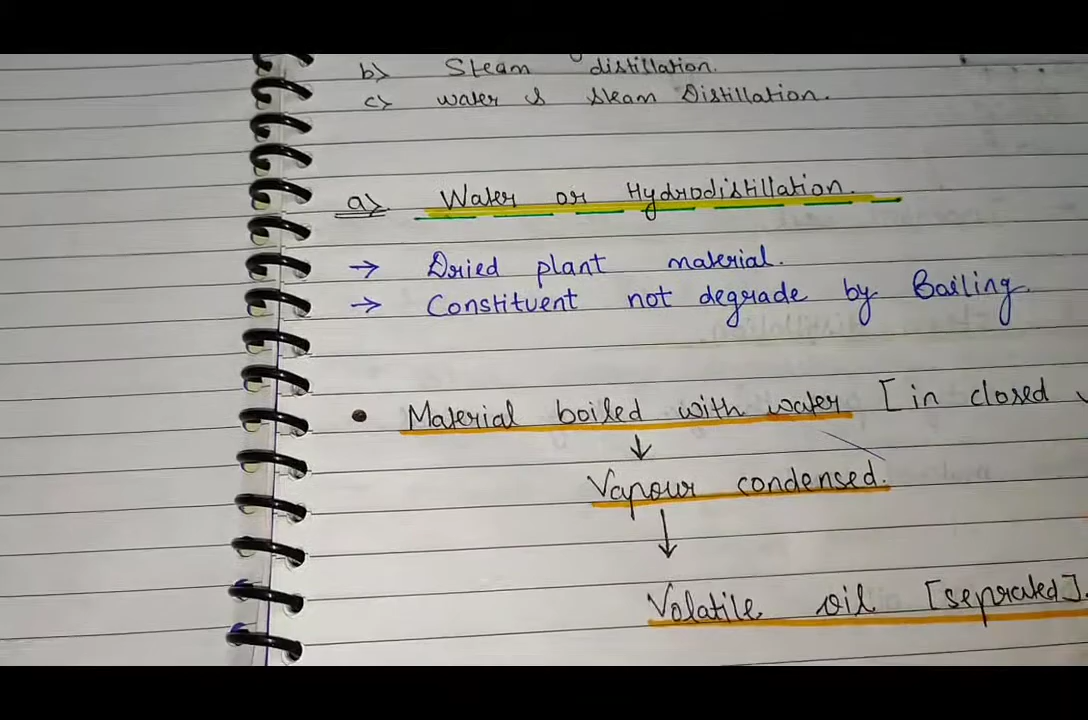 b) Steam distillation.
c) water & steam Distillation.
a) Water or Hydrodistillation.
→ Dried plant material.
→ Constituent not degrade by Boiling
• Material boiled with water [in closed
↓
Vapour condensed.
↓
Volatile oil [seprated].